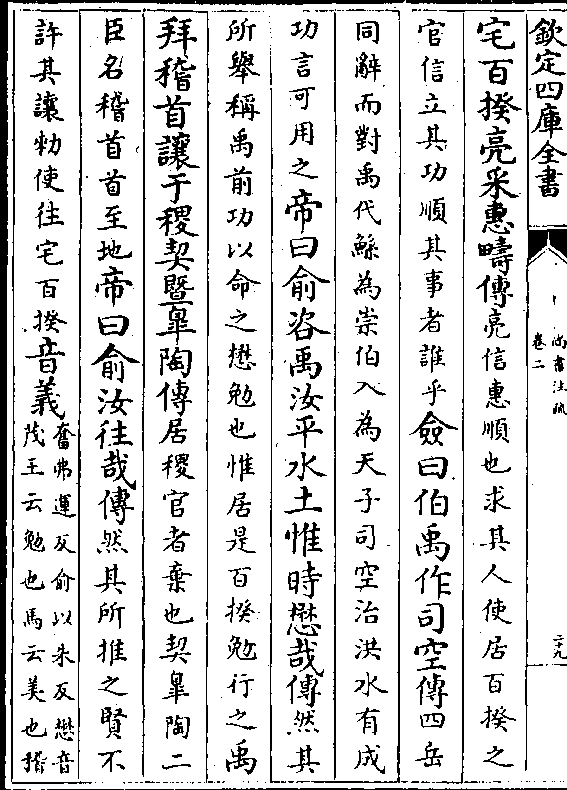 欽定四庫全書
尚書注疏
卷二
二十九
宅百揆亮采惠疇傳亮信惠順也求其人使居百揆之
官信立其功順其事者誰乎僉曰伯禹作司空傳四岳
同辭而對禹代鯀為崇伯入為天子司空治洪水有成
功言可用之帝曰俞咨禹汝平水土惟時懋哉傳然其
所舉稱禹前功以命之懋勉也惟居是百揆勉行之禹
拜稽首讓于稷契暨臯陶傳居稷官者棄也契臯陶二
臣名稽首首至地帝曰俞汝往哉傳然其所推之賢不
許其讓勑使往宅百揆音義
奮弗運反俞以朱反懋音
茂王云勉也馬云美也稽